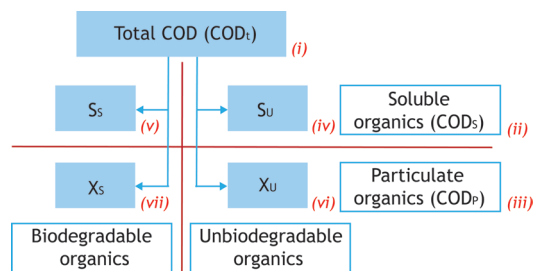 Total COD (CODt)
(i)
Ss
(v)
Su
(iv)
Soluble
organics (CODs)
(ii)
Xs
(vii)
Xu
(vi)
Particulate
organics (CODP)
(iii)
Biodegradable
organics
Unbiodegradable
organics